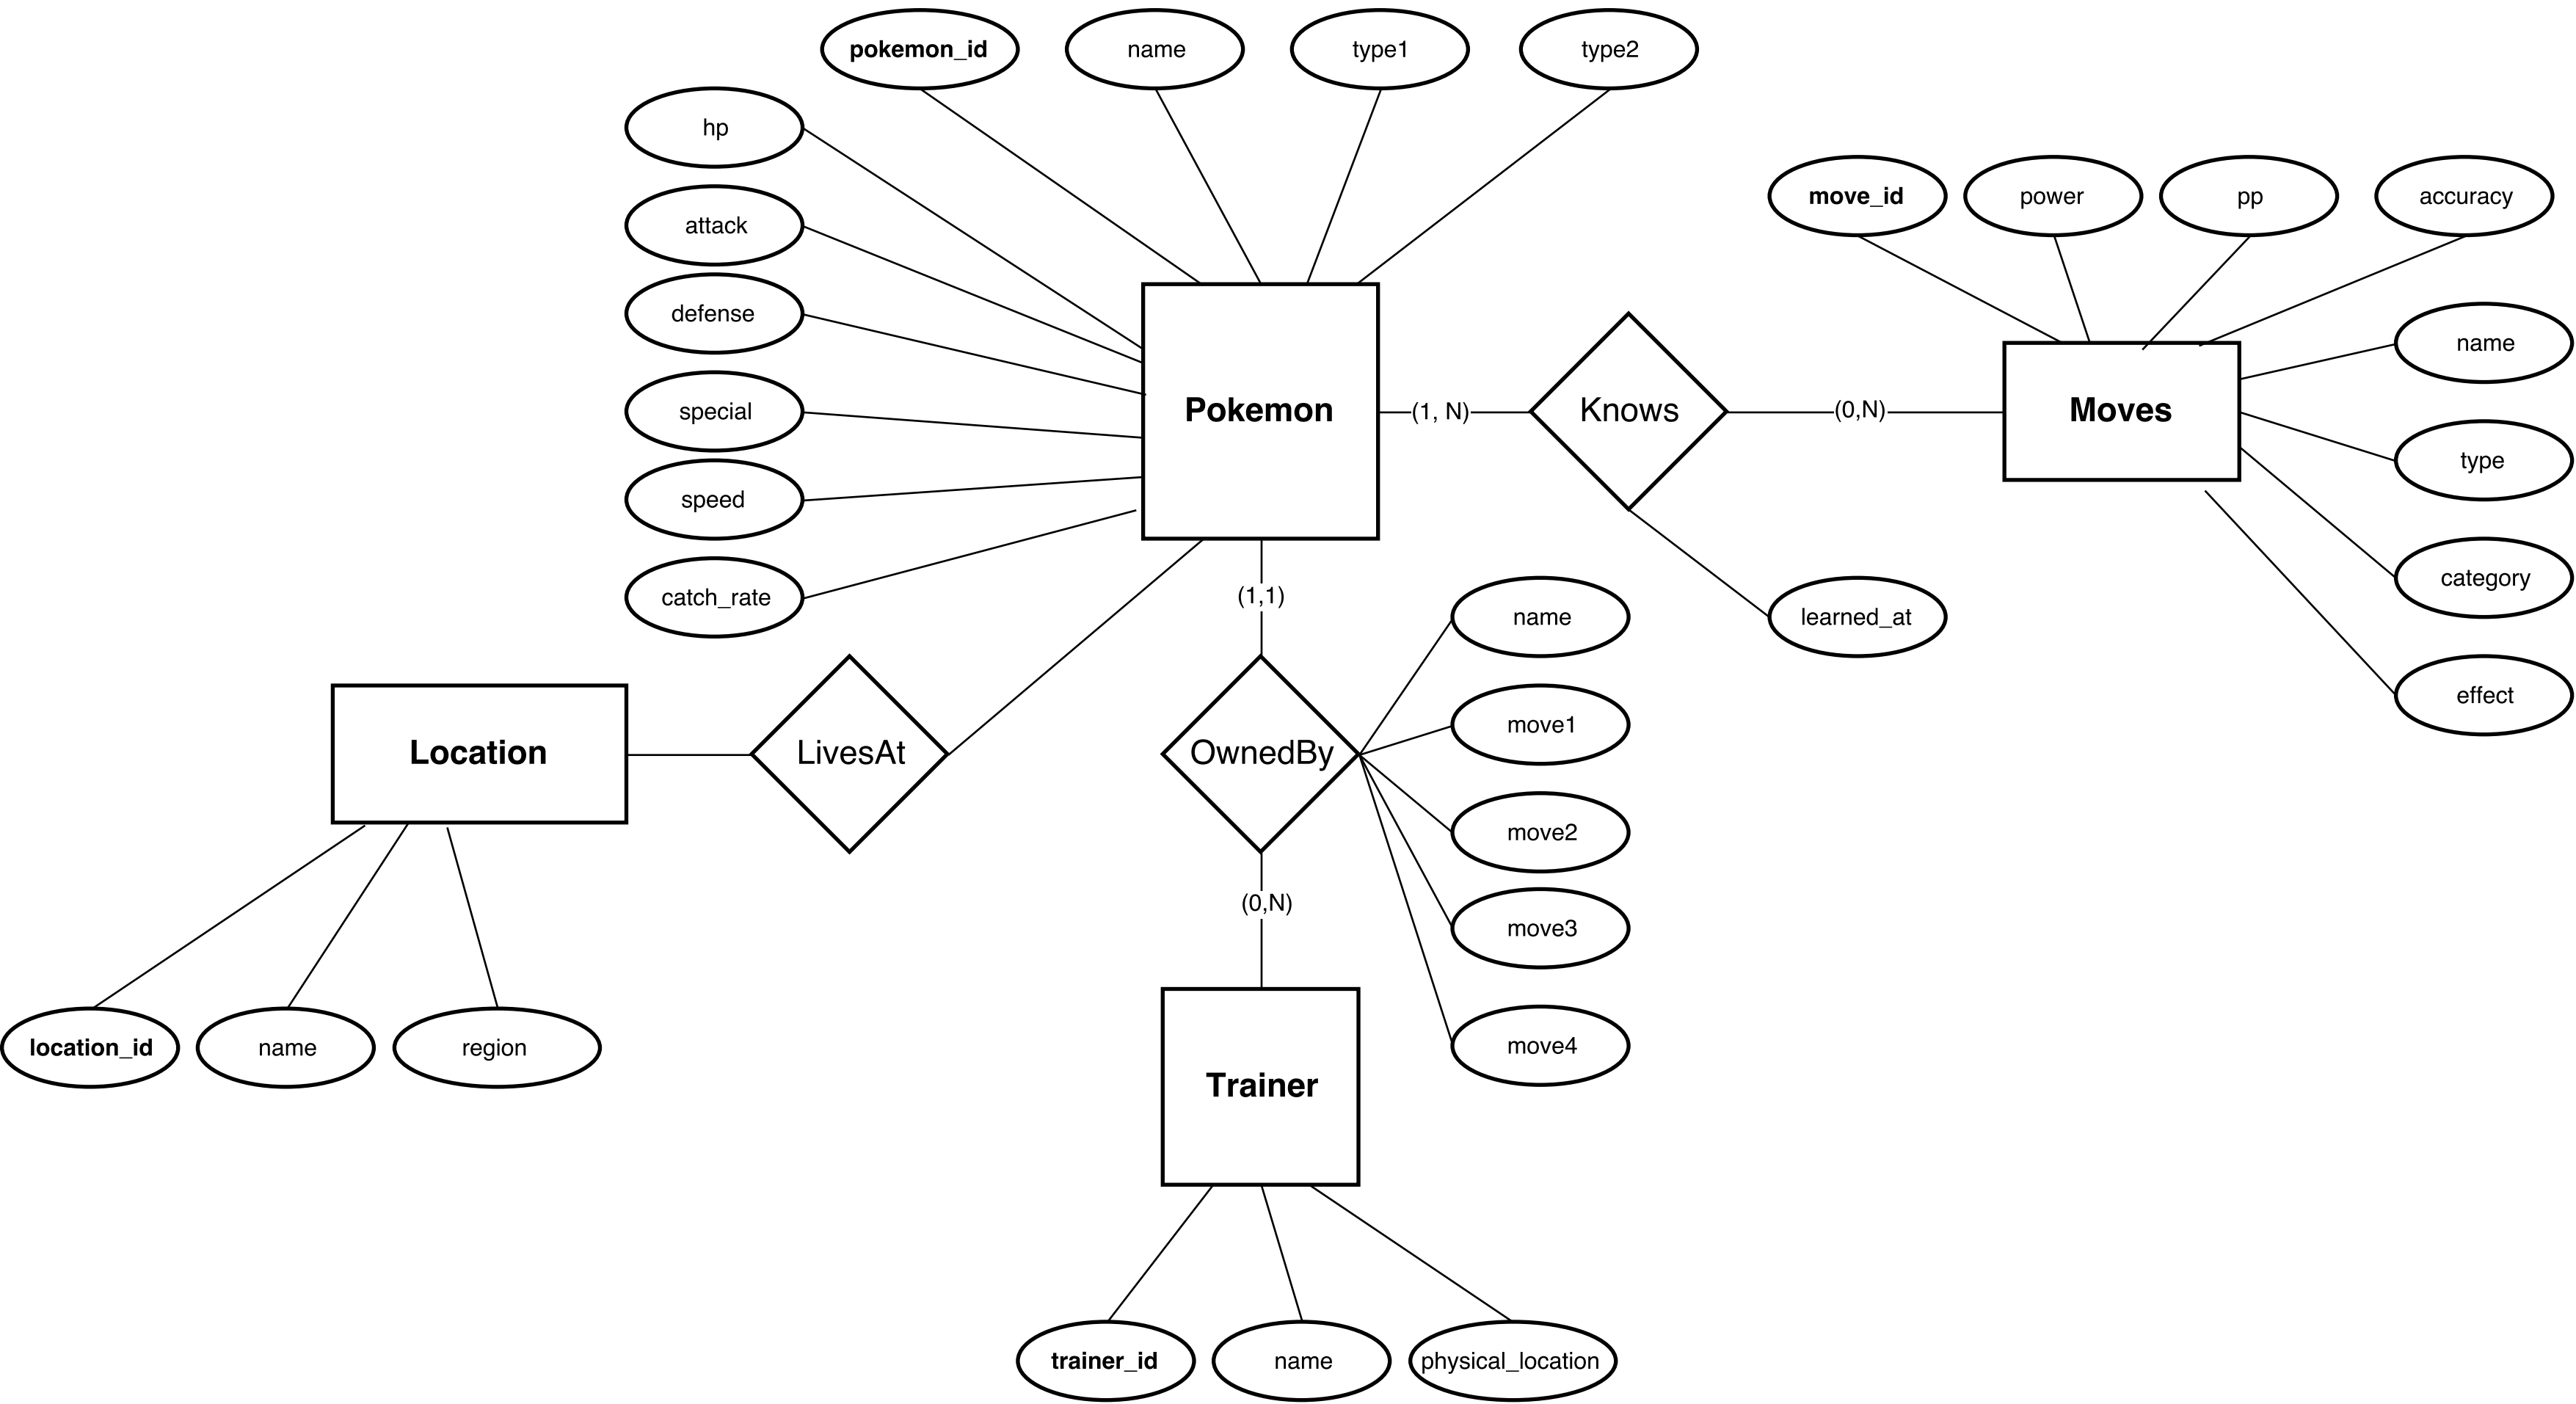 pokemon_id
name
type1
type2
hp
attack
defense
special
speed
catch_rate
Pokemon
(1, N)
Knows
(0,N)
Moves
move_id
power
pp
accuracy
name
type
category
effect
learned_at
(1,1)
OwnedBy
name
move1
move2
move3
move4
(0,N)
LivesAt
Location
location_id
name
region
Trainer
trainer_id
name
physical_location